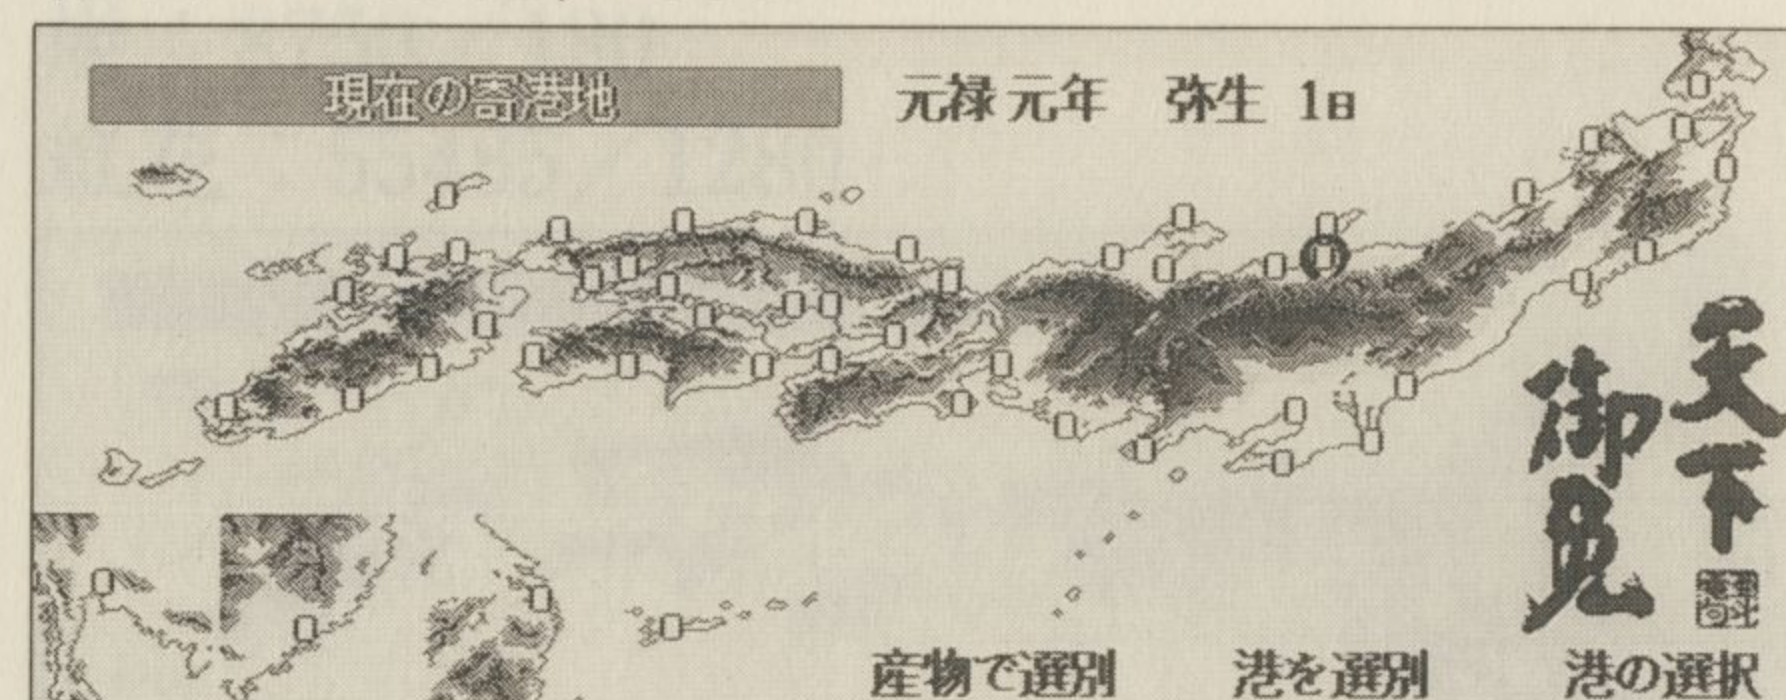 現在の寄港地
元禄元年 弥生 1日
天下
御免
産物で選別 港を選別 港の選択